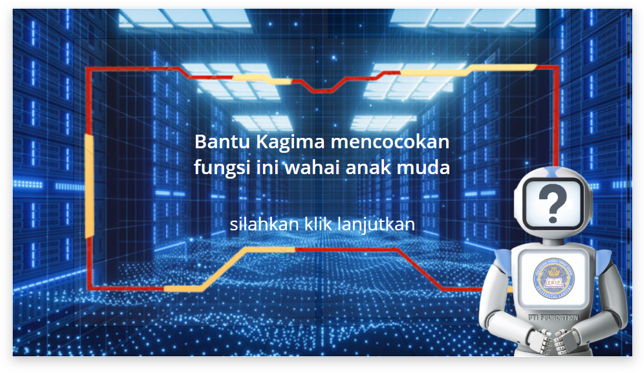 Bantu Kagima mencocokan
fungsi ini wahai anak muda
silahkan klik lanjutkan
?